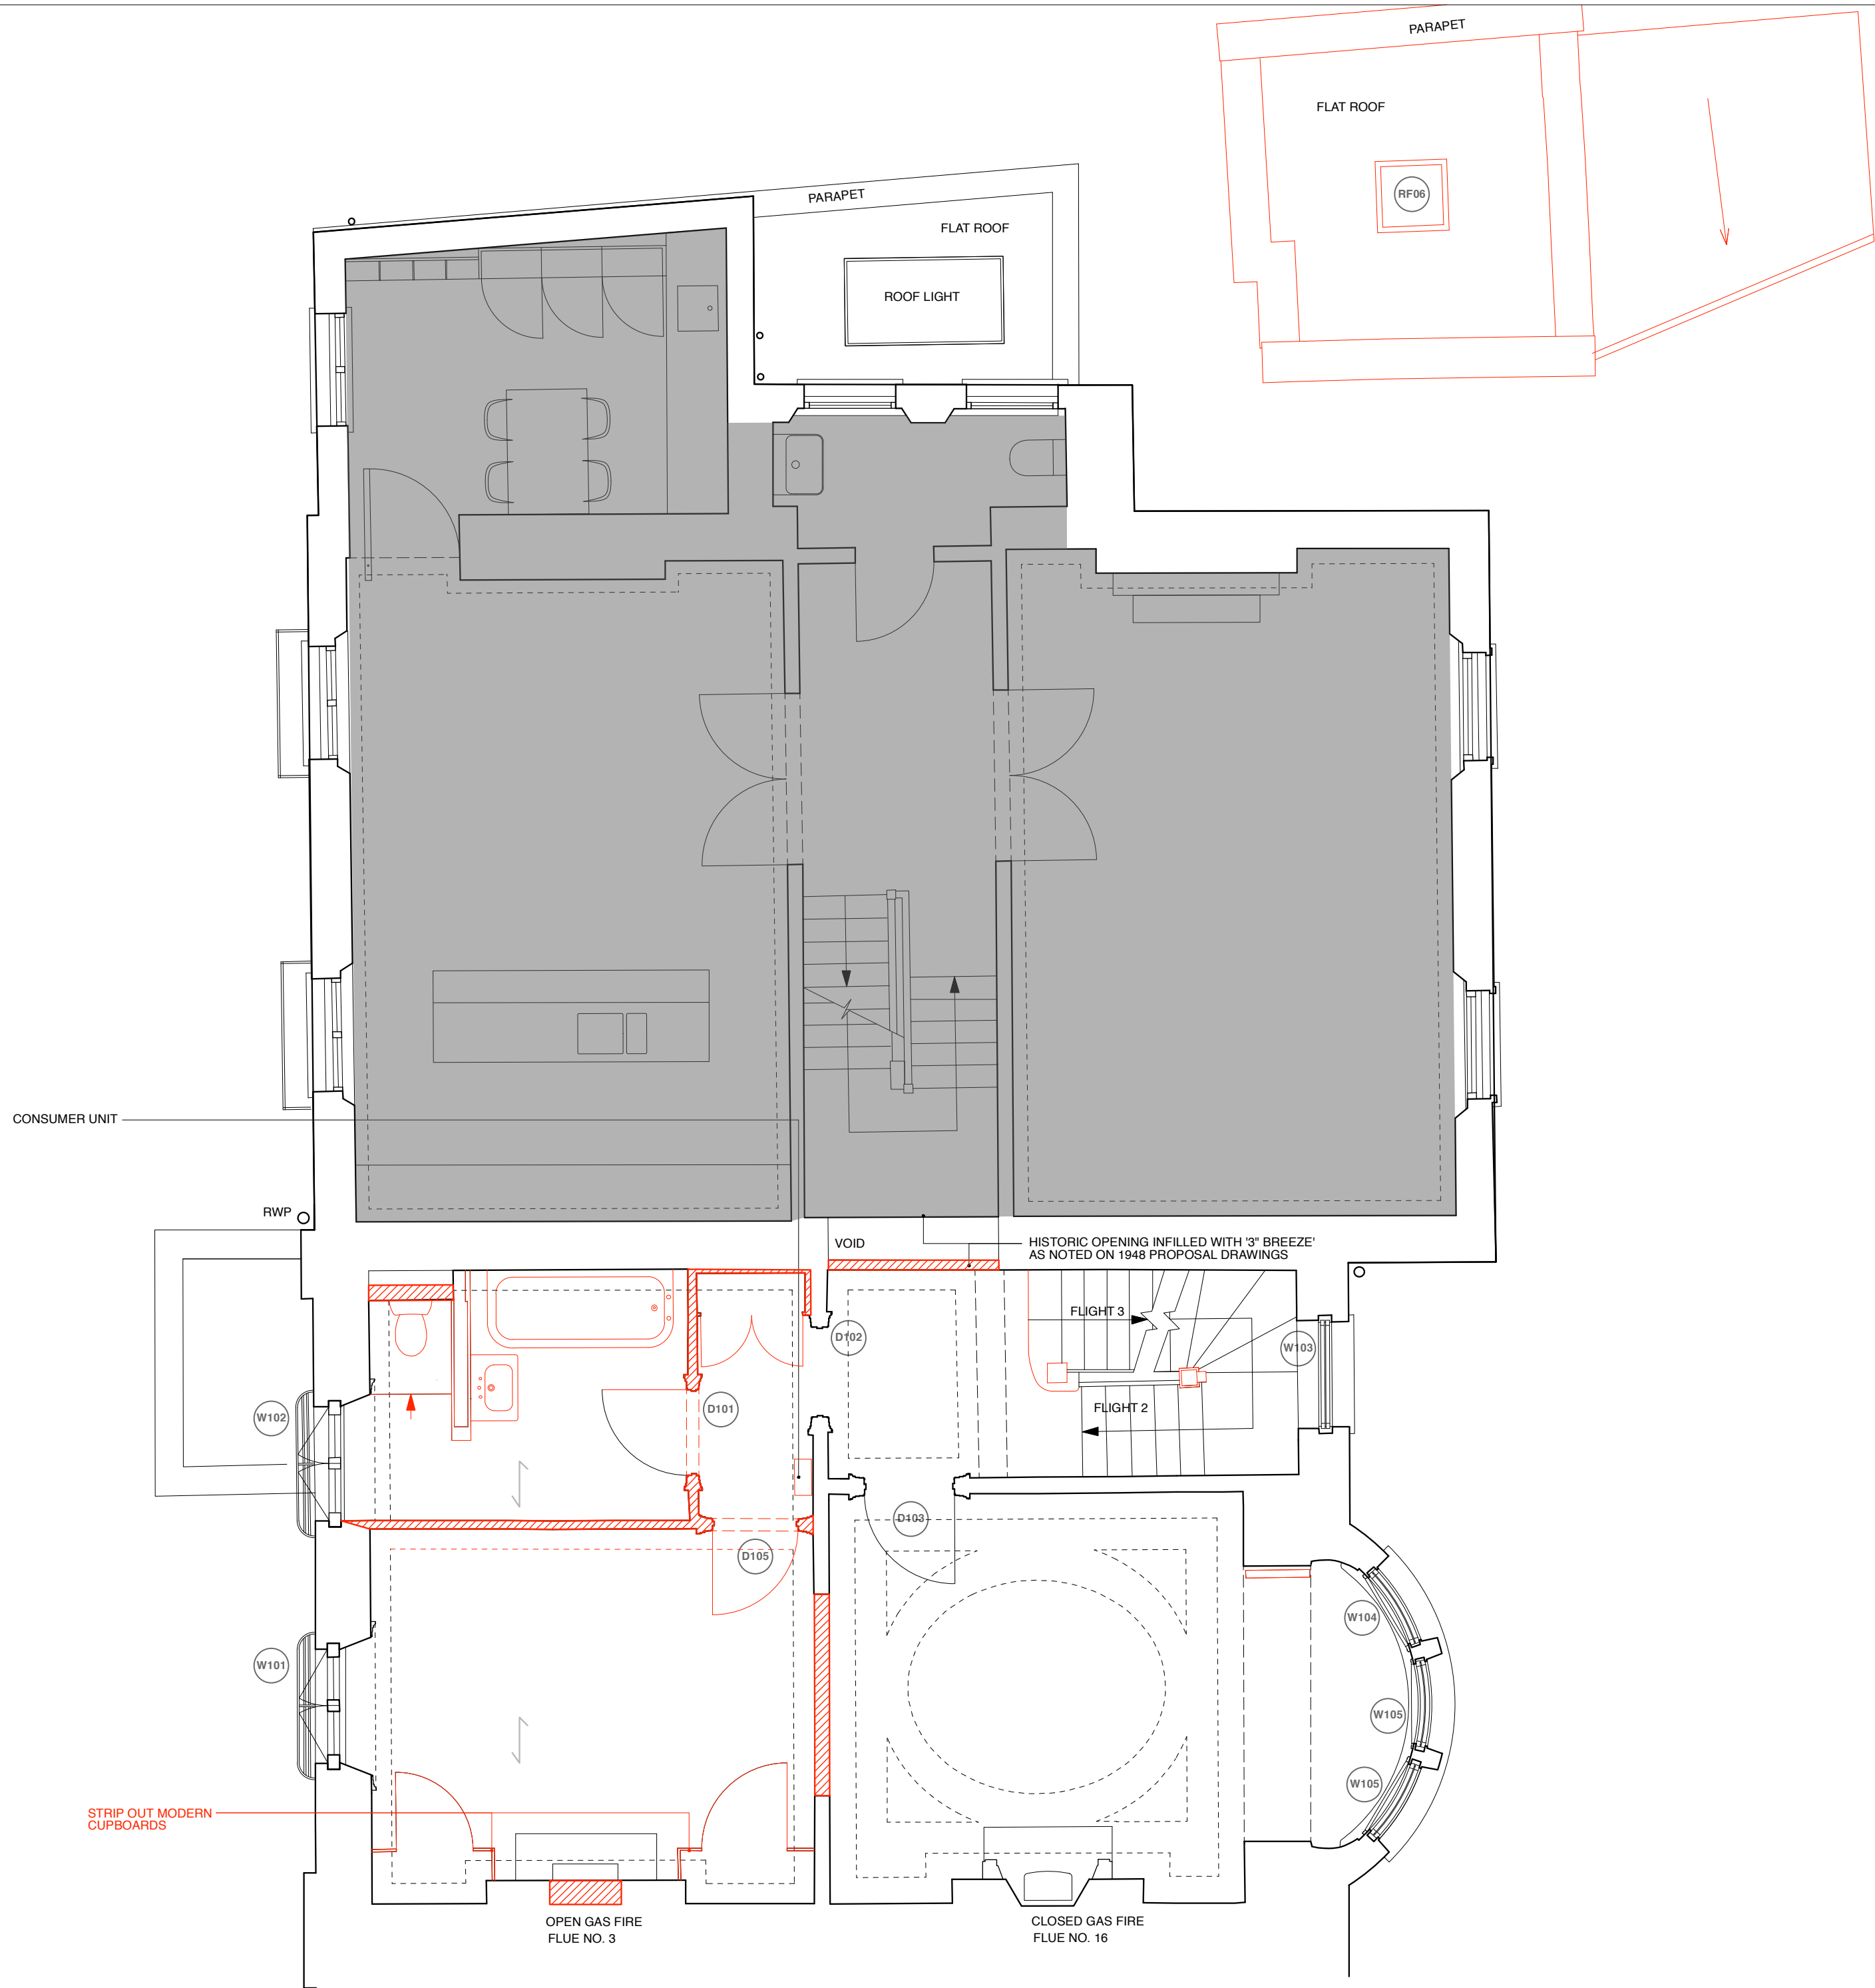 PARAPET
FLAT ROOF
RF06
PARAPET
FLAT ROOF
ROOF LIGHT
CONSUMER UNIT
RWP
VOID
HISTORIC OPENING INFILLED WITH '3" BREEZE'
AS NOTED ON 1948 PROPOSAL DRAWINGS
FLIGHT 3
D102
W103
D101
FLIGHT 2
W102
D103
D105
W104
W101
W105
W105
STRIP OUT MODERN
CUPBOARDS
OPEN GAS FIRE
FLUE NO. 3
CLOSED GAS FIRE
FLUE NO. 16